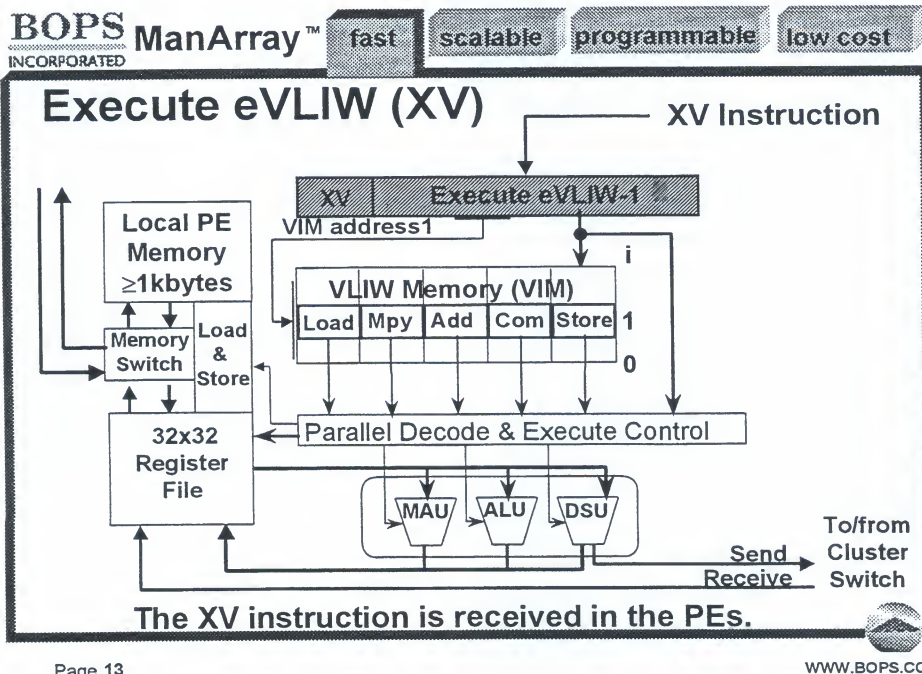 BOPS
INCORPORATED
ManArray™
fast
scalable
programmable
low cost
Execute eVLIW (XV)
XV Instruction
XV
Execute eVLIW-1
VIM address1
Local PE
Memory
≥1kbytes
i
VLIW Memory (VIM)
Load
Mpy
Add
Com
Store
1
0
Memory
Switch
Load
&
Store
Parallel Decode & Execute Control
32x32
Register
File
MAU
ALU
DSU
To/from
Cluster
Switch
Send
Receive
The XV instruction is received in the PEs.
Page 13
WWW.BOPS.CO